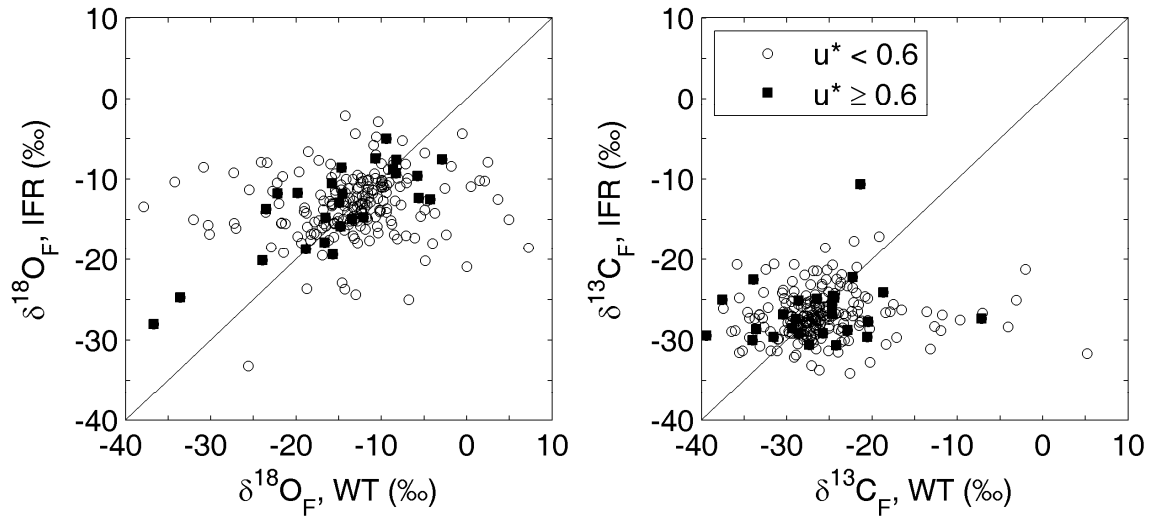 10
0
-10
-20
-30
-40
-40 -30 -20 -10 0 10
δ18OF, IFR (‰)
δ18OF, WT (‰)
10
0
-10
-20
-30
-40
-40 -30 -20 -10 0 10
δ13CF, IFR (‰)
δ13CF, WT (‰)
u* < 0.6
u* ≥ 0.6